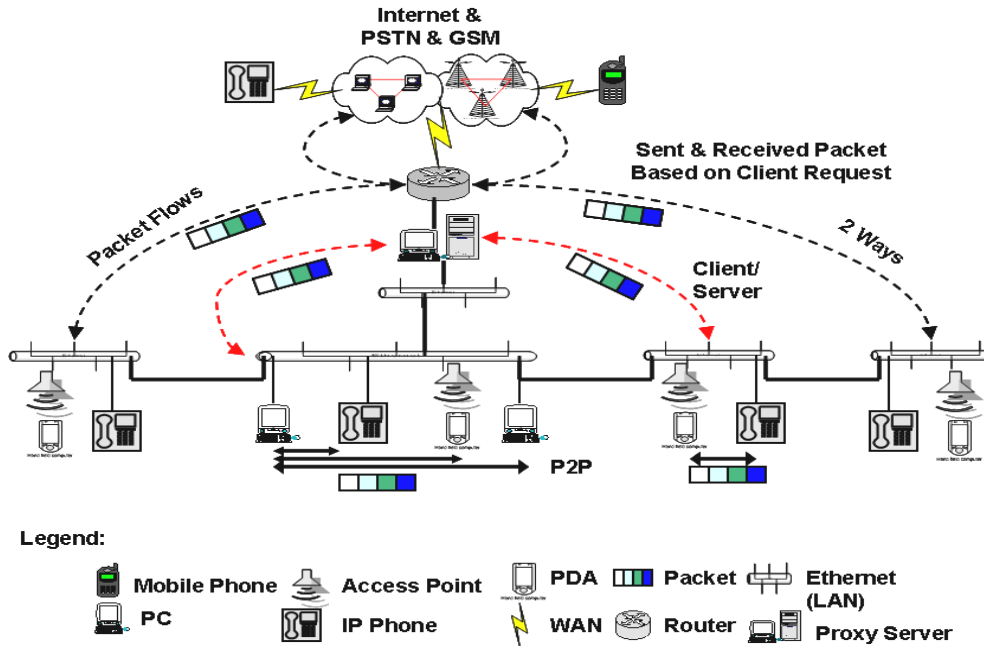 Internet &
PSTN & GSM
Sent & Received Packet
Based on Client Request
Packet Flows
2 Ways
Client/
Server
P2P
Legend:
Mobile Phone
Access Point
PDA
Packet
Ethernet
(LAN)
PC
IP Phone
WAN
Router
Proxy Server